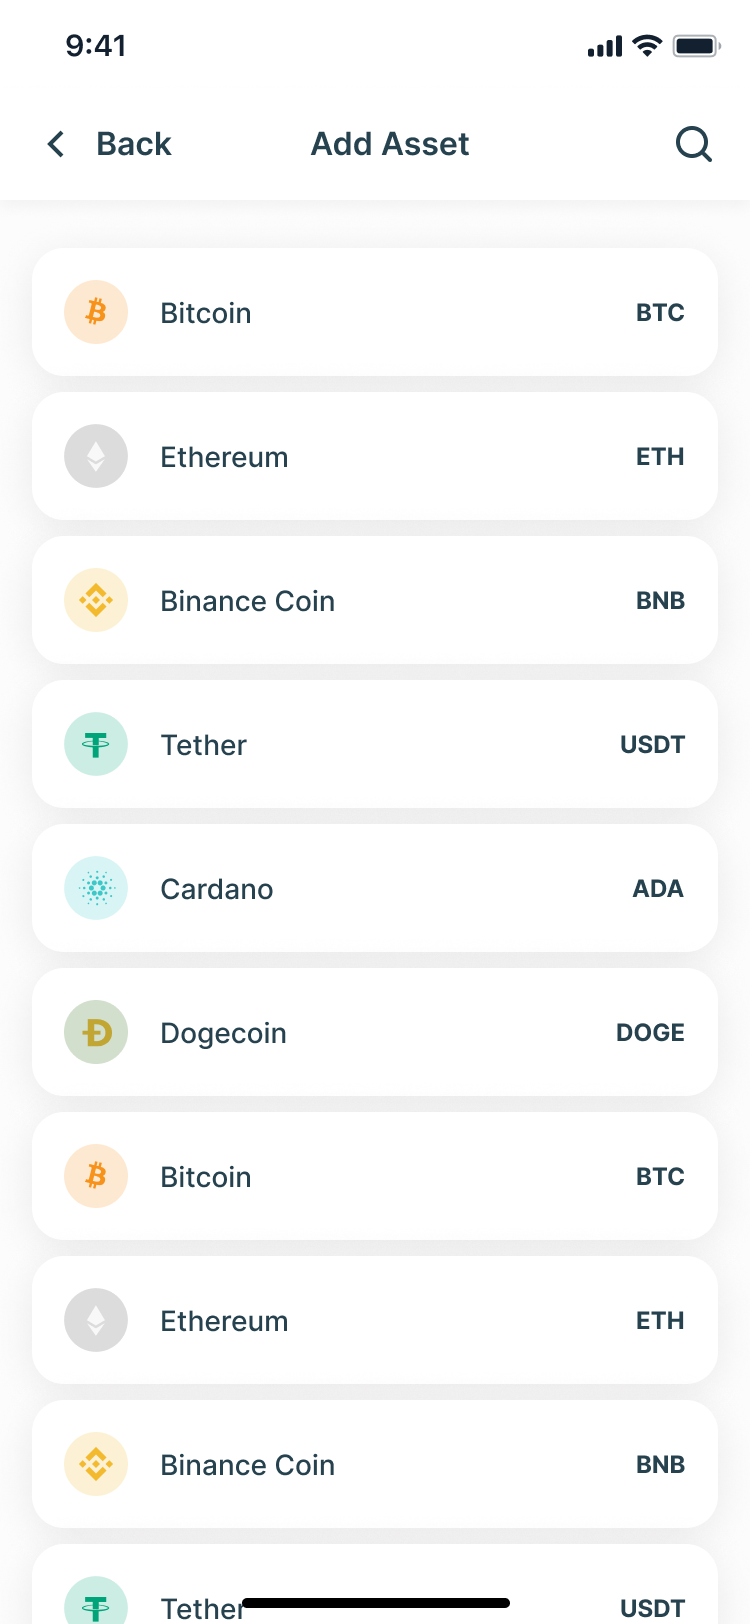 9:41
Back Add Asset
Bitcoin BTC
Ethereum ETH
Binance Coin BNB
Tether USDT
Cardano ADA
Dogecoin DOGE
Bitcoin BTC
Ethereum ETH
Binance Coin BNB
Tether USDT